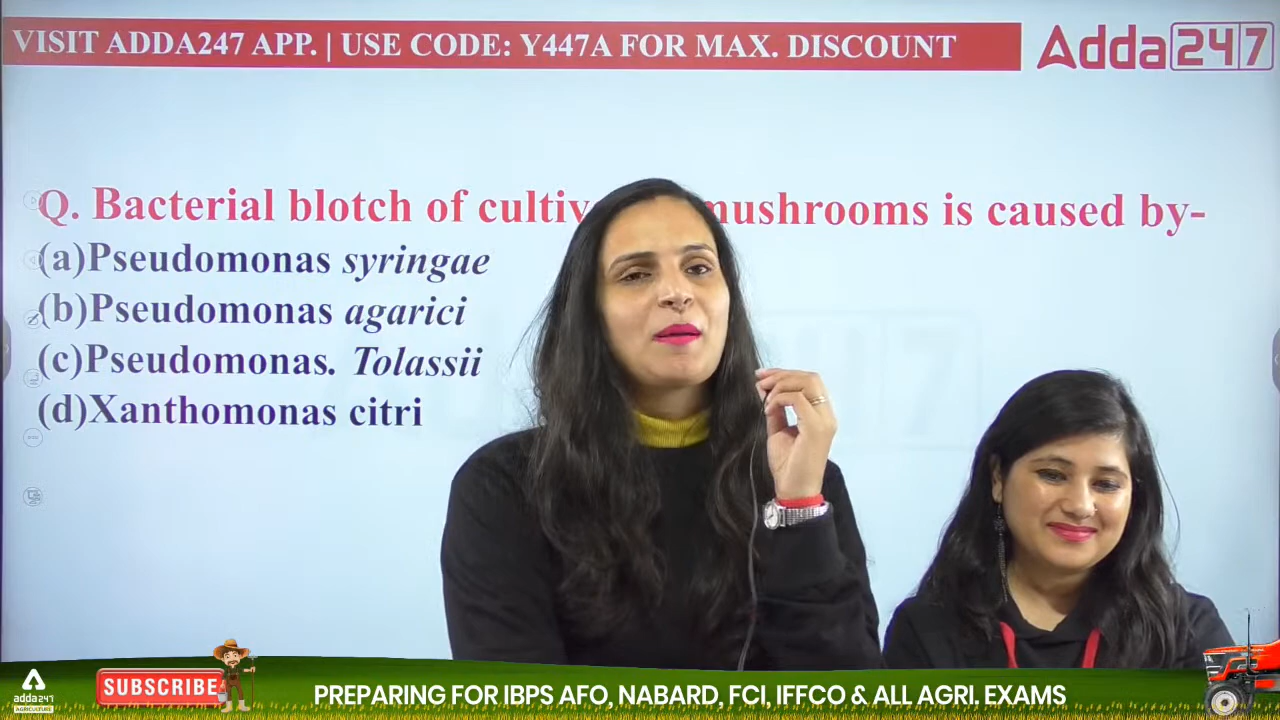 VISIT ADDA247 APP. | USE CODE: Y447A FOR MAX. DISCOUNT
Adda247
Q. Bacterial blotch of cultiv mushrooms is caused by-
(a)Pseudomonas syringae
(b)Pseudomonas agarici
(c)Pseudomonas. Tolassii
(d)Xanthomonas citri
adda247
AGRICULTURE
SUBSCRIBE
PREPARING FOR IBPS AFO, NABARD, FCI, IFFCO & ALL AGRI. EXAMS